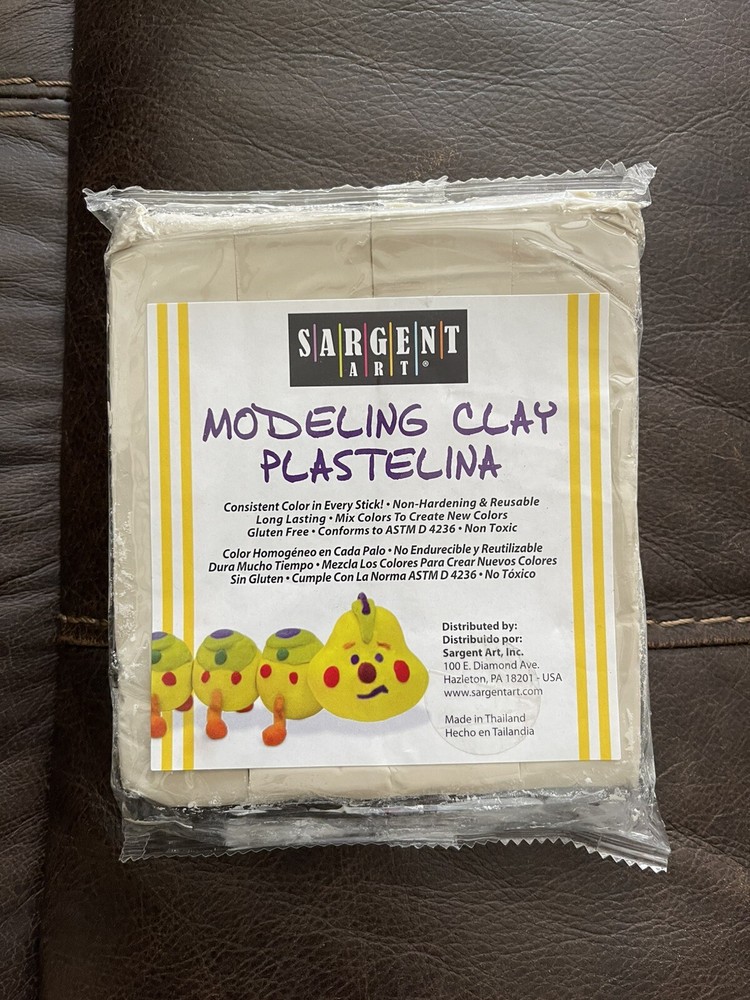 SARGENT
ART®
MODELING CLAY
PLASTELINA
Consistent Color in Every Stick! • Non-Hardening & Reusable
Long Lasting • Mix Colors To Create New Colors
Gluten Free • Conforms to ASTM D 4236 • Non Toxic
Color Homogéneo en Cada Palo • No Endurecible y Reutilizable
Dura Mucho Tiempo • Mezcla Los Colores Para Crear Nuevos Colores
Sin Gluten • Cumple Con La Norma ASTM D 4236 • No Tóxico
Distributed by:
Distribuido por:
Sargent Art, Inc.
100 E. Diamond Ave.
Hazleton, PA 18201 - USA
www.sargentart.com
Made in Thailand
Hecho en Tailandia